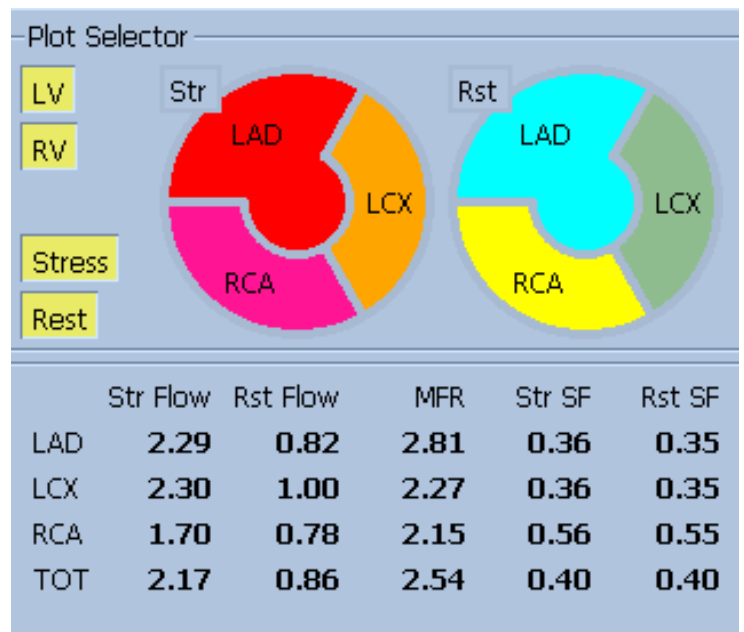 Plot Selector
LV
RV
Stress
Rest
Str
LAD
LCX
RCA
Rst
LAD
LCX
RCA
Str Flow Rst Flow MFR Str SF Rst SF
LAD 2.29 0.82 2.81 0.36 0.35
LCX 2.30 1.00 2.27 0.36 0.35
RCA 1.70 0.78 2.15 0.56 0.55
TOT 2.17 0.86 2.54 0.40 0.40